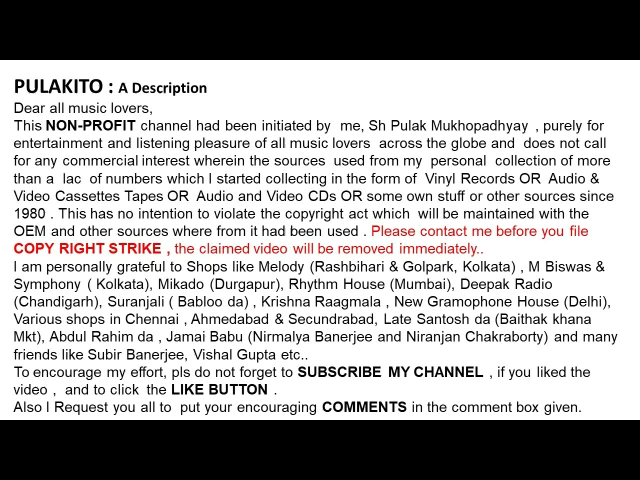 PULAKITO : A Description
Dear all music lovers,
This NON-PROFIT channel had been initiated by me, Sh Pulak Mukhopadhyay , purely for
entertainment and listening pleasure of all music lovers across the globe and does not call
for any commercial interest wherein the sources used from my personal collection of more
than a lac of numbers which I started collecting in the form of Vinyl Records OR Audio &
Video Cassettes Tapes OR Audio and Video CDs OR some own stuff or other sources since
1980 . This has no intention to violate the copyright act which will be maintained with the
OEM and other sources where from it had been used . Please contact me before you file
COPY RIGHT STRIKE , the claimed video will be removed immediately..
I am personally grateful to Shops like Melody (Rashbihari & Golpark, Kolkata) , M Biswas &
Symphony ( Kolkata), Mikado (Durgapur), Rhythm House (Mumbai), Deepak Radio
(Chandigarh), Suranjali ( Babloo da) , Krishna Raagmala , New Gramophone House (Delhi),
Various shops in Chennai , Ahmedabad & Secundrabad, Late Santosh da (Baithak khana
Mkt), Abdul Rahim da , Jamai Babu (Nirmalya Banerjee and Niranjan Chakraborty) and many
friends like Subir Banerjee, Vishal Gupta etc..
To encourage my effort, pls do not forget to SUBSCRIBE MY CHANNEL , if you liked the
video , and to click the LIKE BUTTON .
Also I Request you all to put your encouraging COMMENTS in the comment box given.